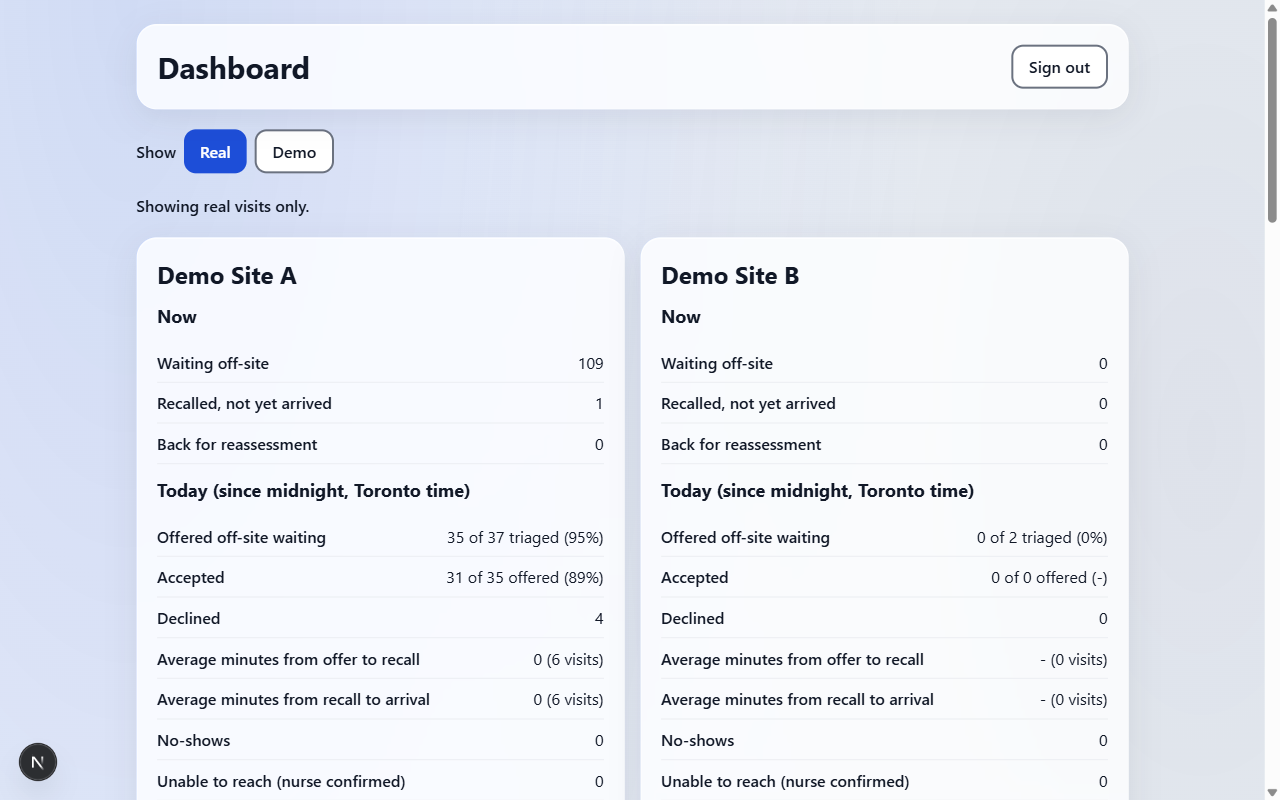 Dashboard
Sign out
Show Real Demo
Showing real visits only.
Demo Site A
Now
Waiting off-site 109
Recalled, not yet arrived 1
Back for reassessment 0
Today (since midnight, Toronto time)
Offered off-site waiting 35 of 37 triaged (95%)
Accepted 31 of 35 offered (89%)
Declined 4
Average minutes from offer to recall 0 (6 visits)
Average minutes from recall to arrival 0 (6 visits)
No-shows 0
Unable to reach (nurse confirmed) 0
Demo Site B
Now
Waiting off-site 0
Recalled, not yet arrived 0
Back for reassessment 0
Today (since midnight, Toronto time)
Offered off-site waiting 0 of 2 triaged (0%)
Accepted 0 of 0 offered (-)
Declined 0
Average minutes from offer to recall - (0 visits)
Average minutes from recall to arrival - (0 visits)
No-shows 0
Unable to reach (nurse confirmed) 0
N